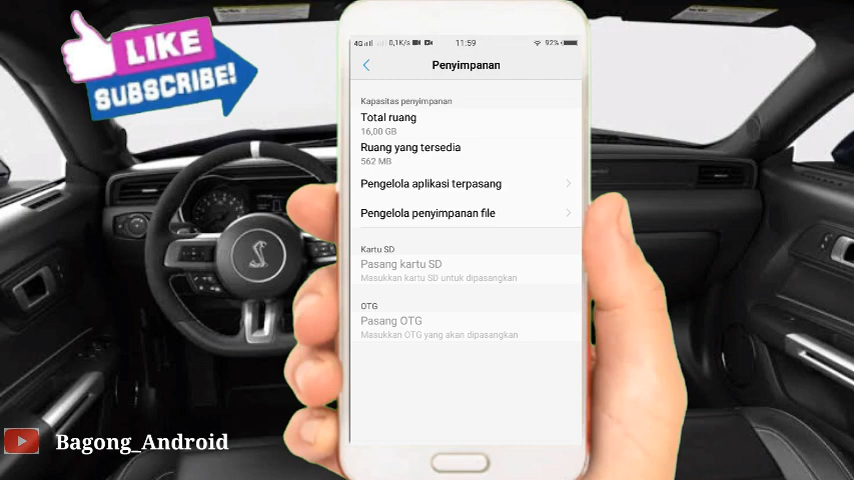 LIKE
SUBSCRIBE!
4G 0,1K/s 11:59 92%
Penyimpanan
Kapasitas penyimpanan
Total ruang
16,00 GB
Ruang yang tersedia
562 MB
Pengelola aplikasi terpasang
Pengelola penyimpanan file
Kartu SD
Pasang kartu SD
Masukkan kartu SD untuk dipasangkan
OTG
Pasang OTG
Masukkan OTG yang akan dipasangkan
Bagong_Android